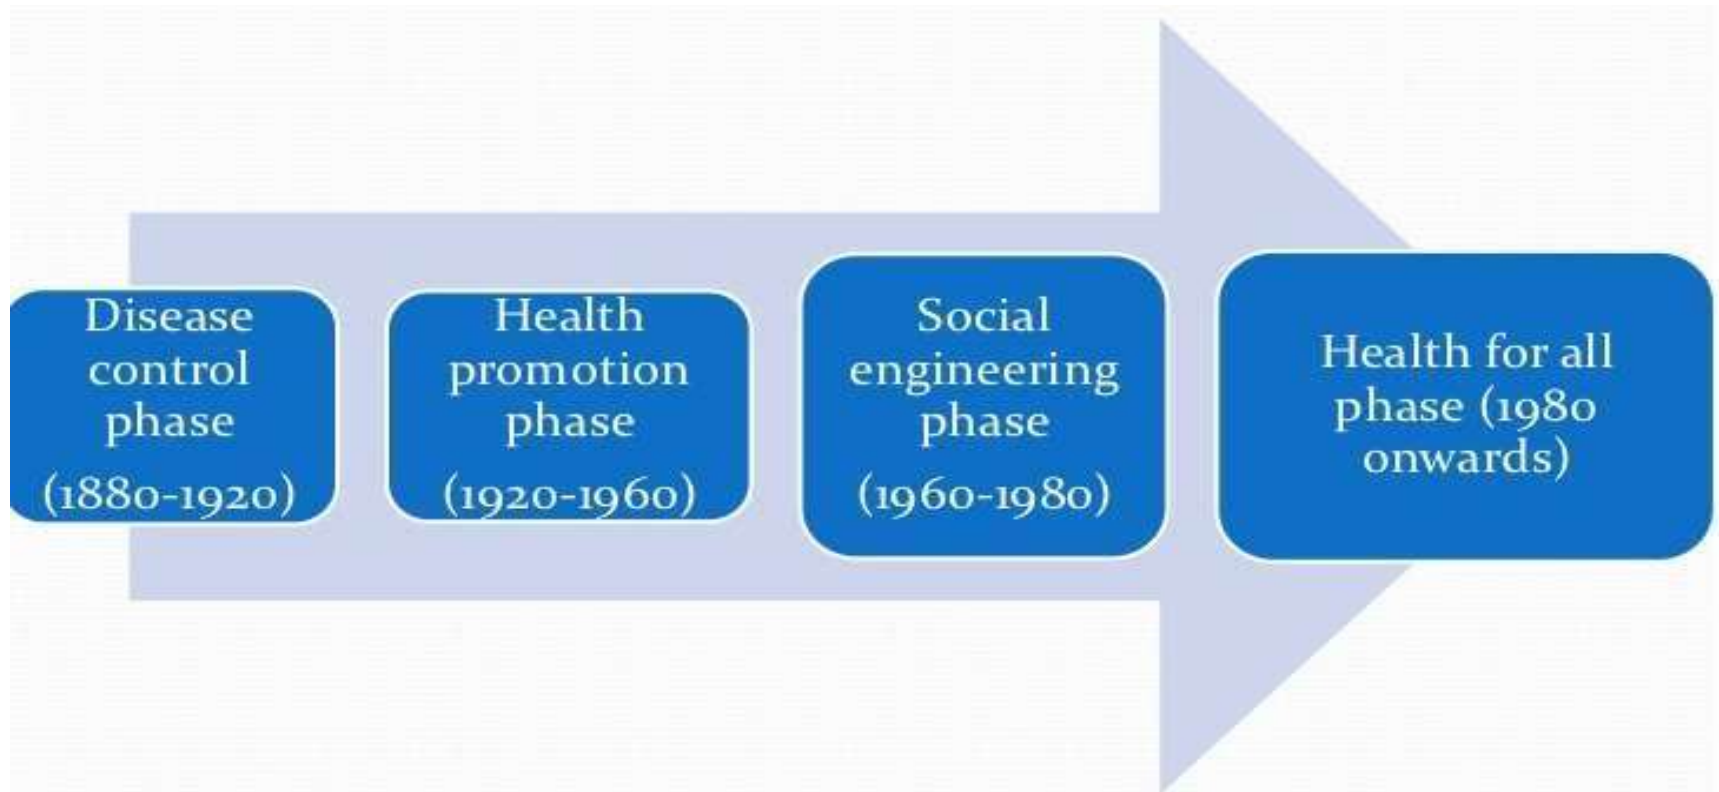 Disease
control
phase
(1880-1920)
Health
promotion
phase
(1920-1960)
Social
engineering
phase
(1960-1980)
Health for all
phase (1980
onwards)